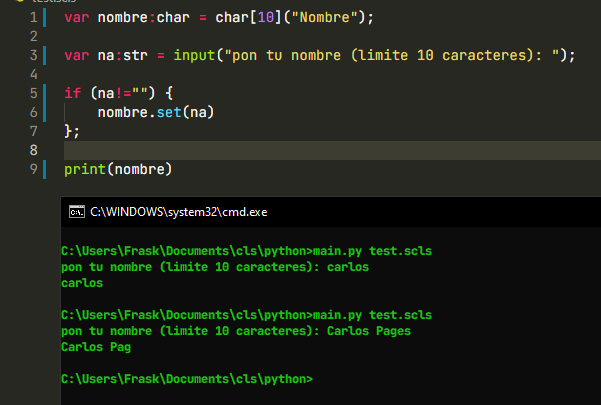 test.scls
1 var nombre:char = char[10]("Nombre");
2
3 var na:str = input("pon tu nombre (limite 10 caracteres): ");
4
5 if (na!="") {
6 nombre.set(na)
7 };
8
9 print(nombre)
C:\WINDOWS\system32\cmd.exe
C:\Users\Frask\Documents\cls\python>main.py test.scls
pon tu nombre (limite 10 caracteres): carlos
carlos
C:\Users\Frask\Documents\cls\python>main.py test.scls
pon tu nombre (limite 10 caracteres): Carlos Pages
Carlos Pag
C:\Users\Frask\Documents\cls\python>